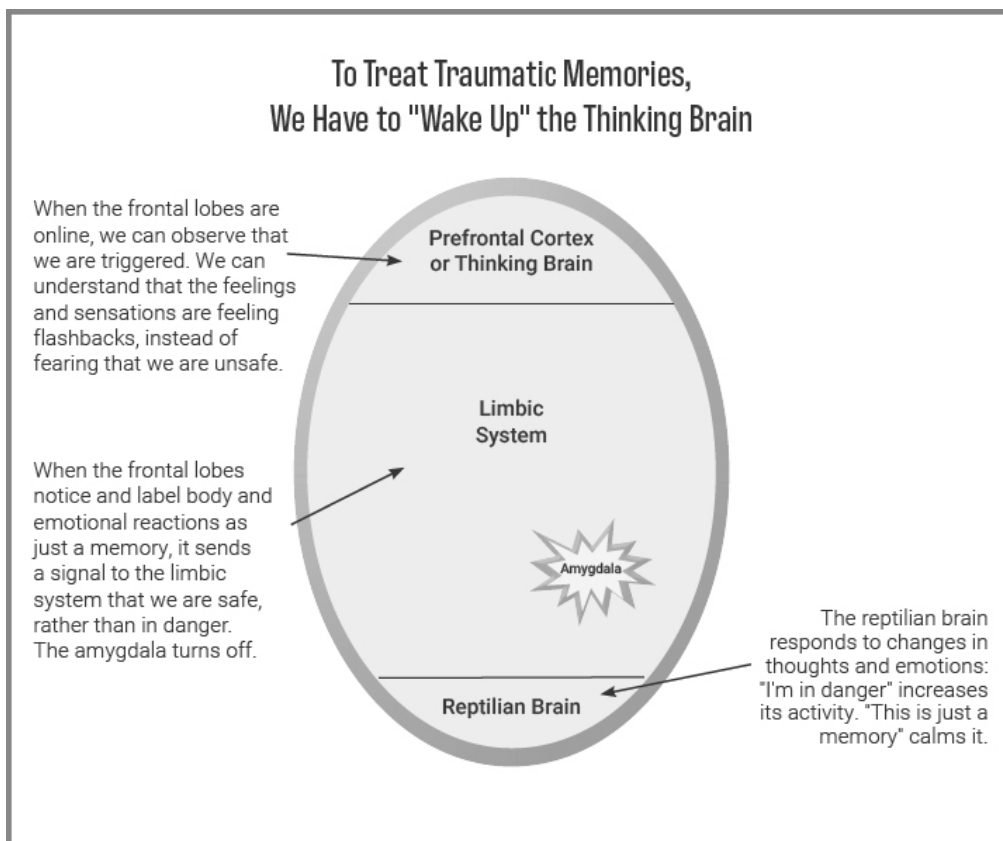 To Treat Traumatic Memories,
We Have to "Wake Up" the Thinking Brain
When the frontal lobes are
online, we can observe that
we are triggered. We can
understand that the feelings
and sensations are feeling
flashbacks, instead of
fearing that we are unsafe.
Prefrontal Cortex
or Thinking Brain
Limbic
System
When the frontal lobes
notice and label body and
emotional reactions as
just a memory, it sends
a signal to the limbic
system that we are safe,
rather than in danger.
The amygdala turns off.
Amygdala
The reptilian brain
responds to changes in
thoughts and emotions:
"I'm in danger" increases
its activity. "This is just a
memory" calms it.
Reptilian Brain